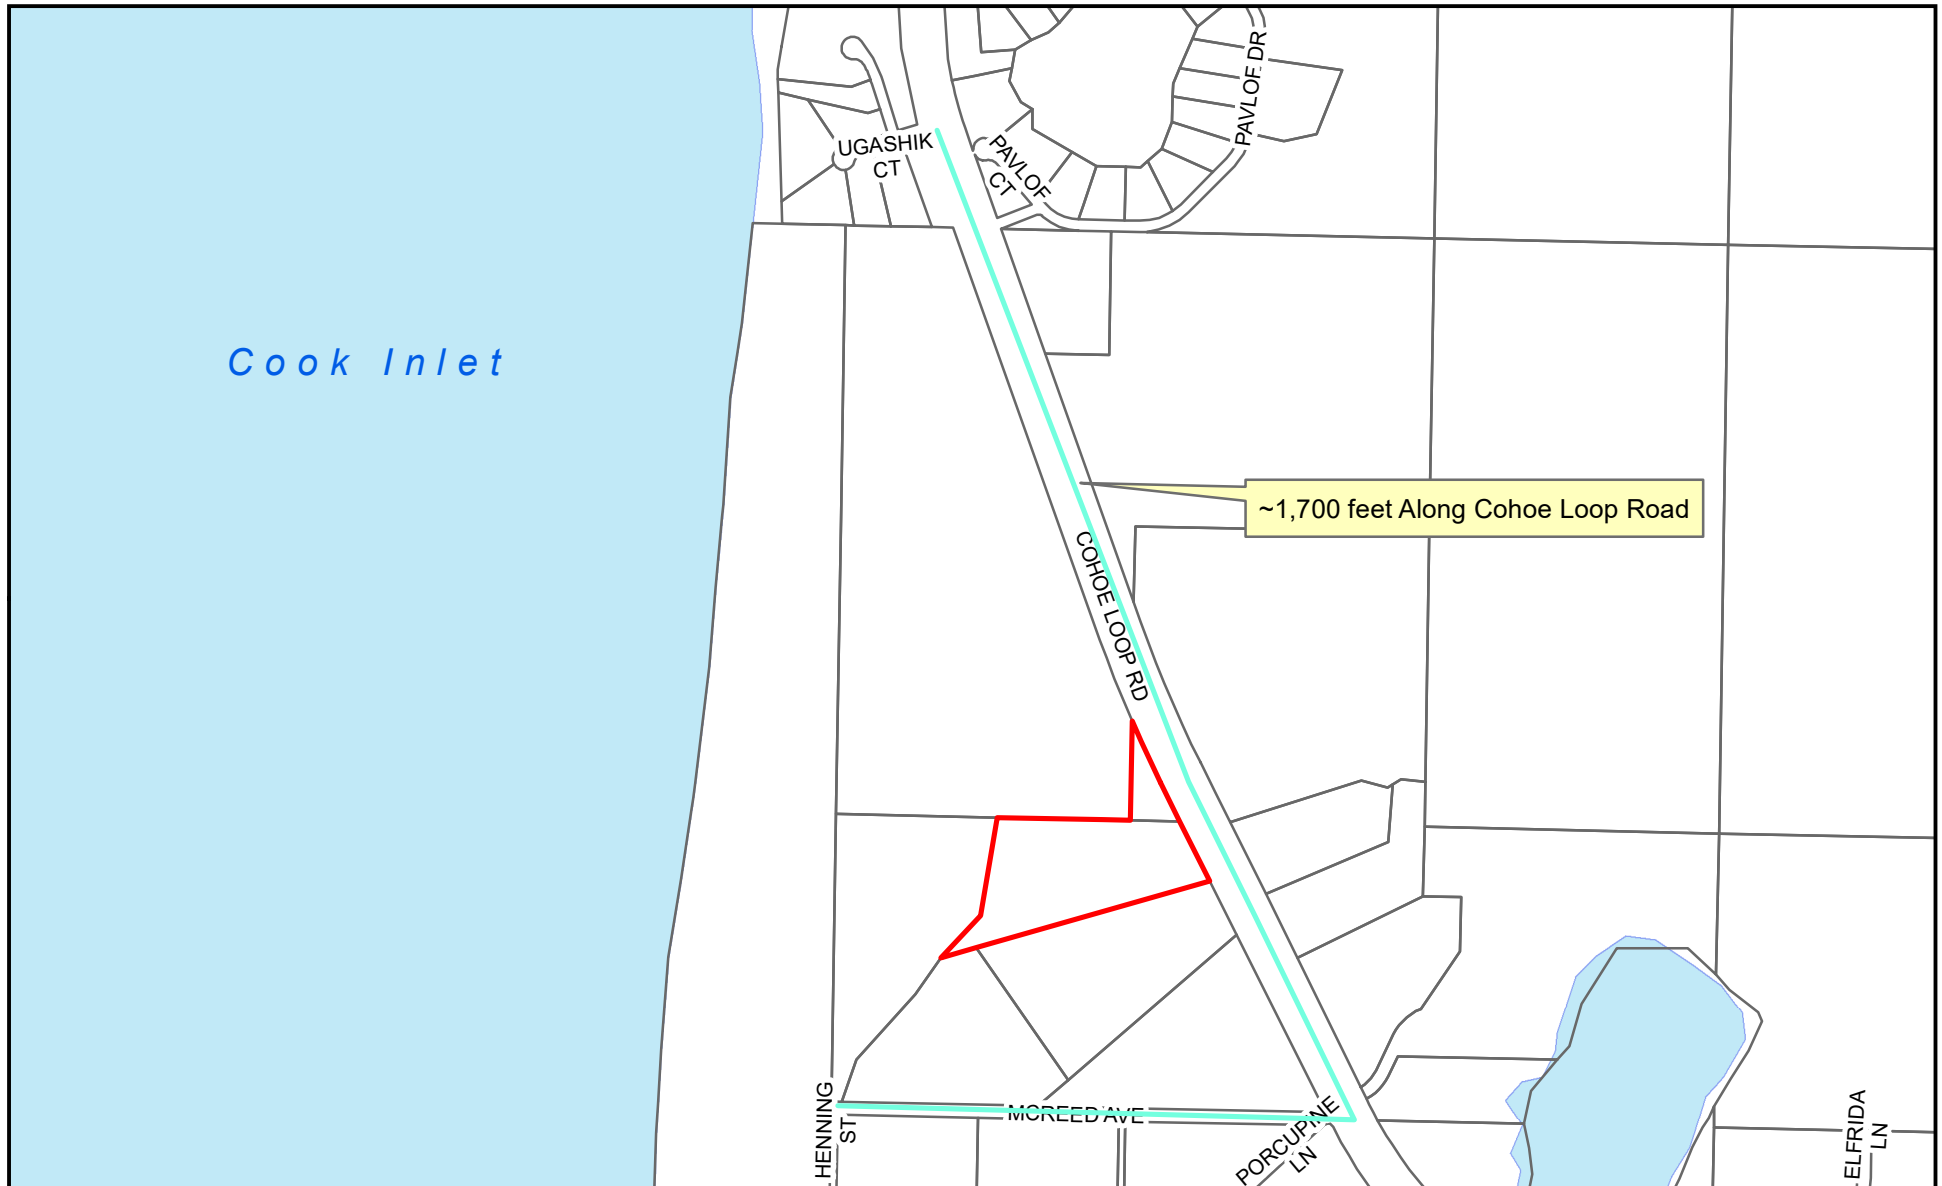 PAVLOF DR
UGASHIK
CT
PAVLOF
CT
Cook Inlet
~1,700 feet Along Cohoe Loop Road
COHOE LOOP RD
HENNING
ST
MCREED AVE
PORCUPINE
LN
ELFRIDA
LN